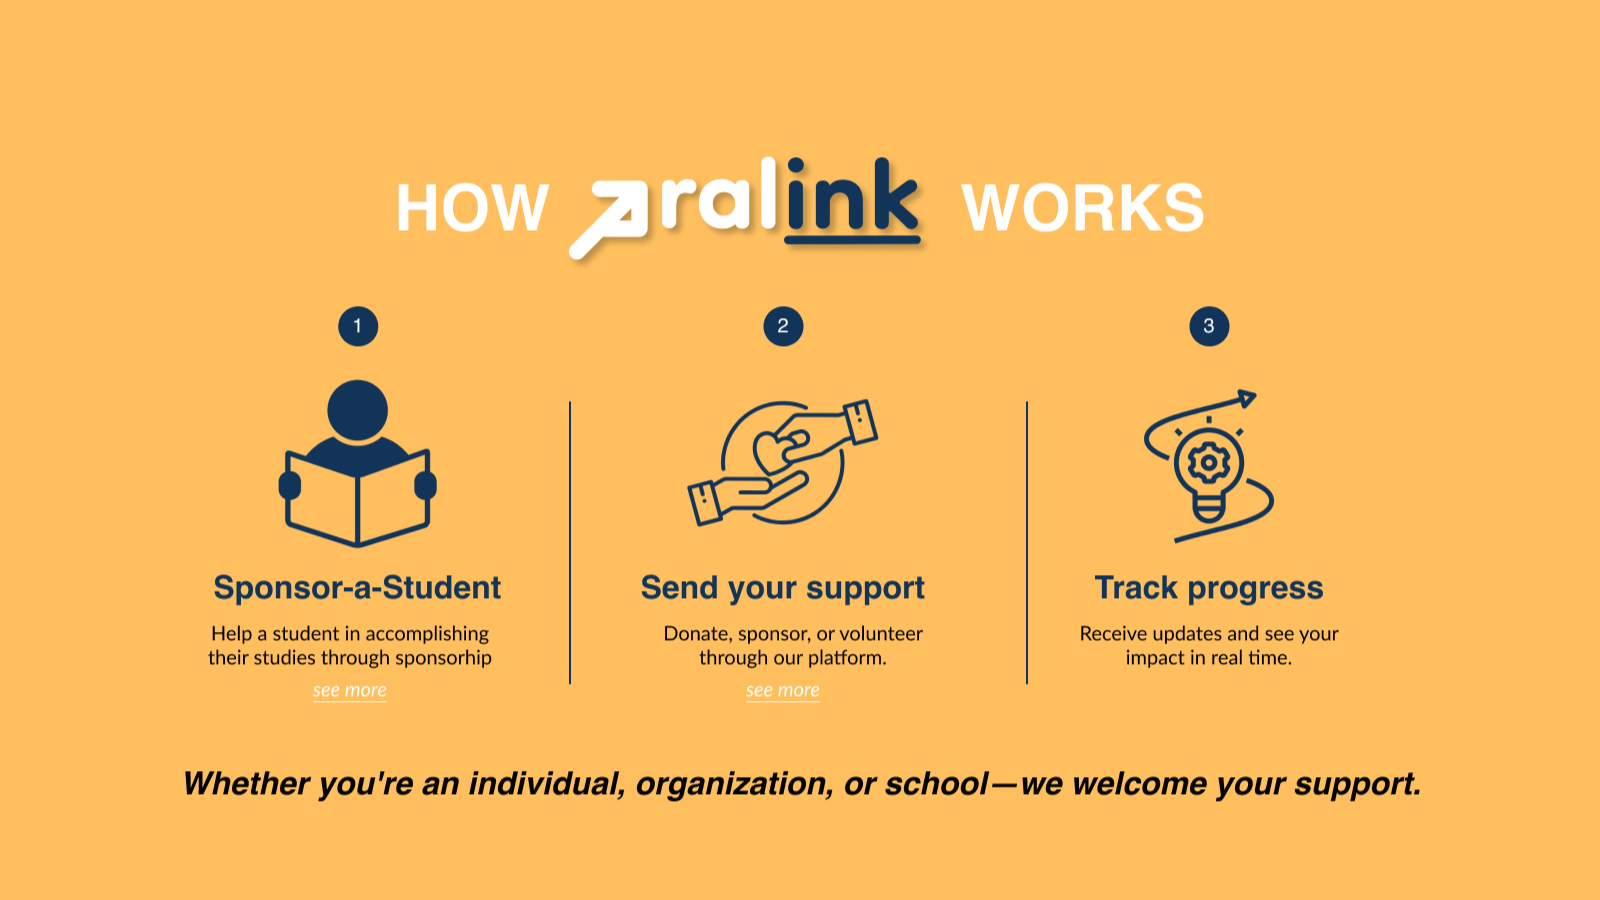 HOW aralink WORKS
1
2
3
Sponsor-a-Student
Help a student in accomplishing
their studies through sponsorhip
see more
Send your support
Donate, sponsor, or volunteer
through our platform.
see more
Track progress
Receive updates and see your
impact in real time.
Whether you're an individual, organization, or school—we welcome your support.